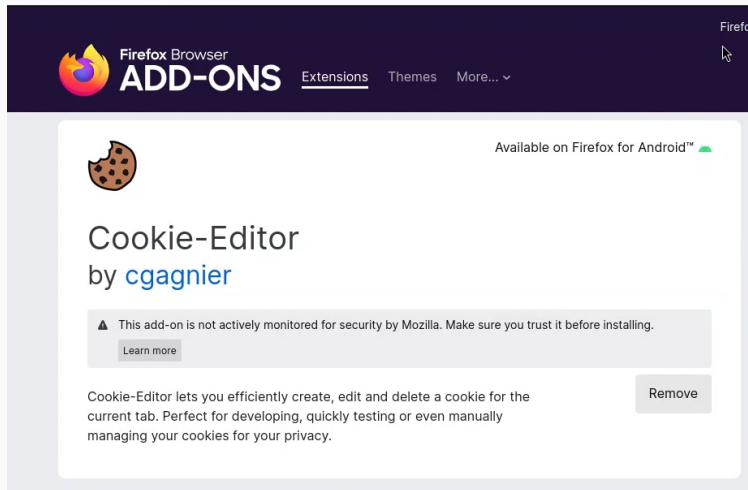 Firefox Browser
ADD-ONS
Extensions
Themes
More...
Available on Firefox for Android™
Cookie-Editor
by cgagnier
This add-on is not actively monitored for security by Mozilla. Make sure you trust it before installing.
Learn more
Cookie-Editor lets you efficiently create, edit and delete a cookie for the
current tab. Perfect for developing, quickly testing or even manually
managing your cookies for your privacy.
Remove